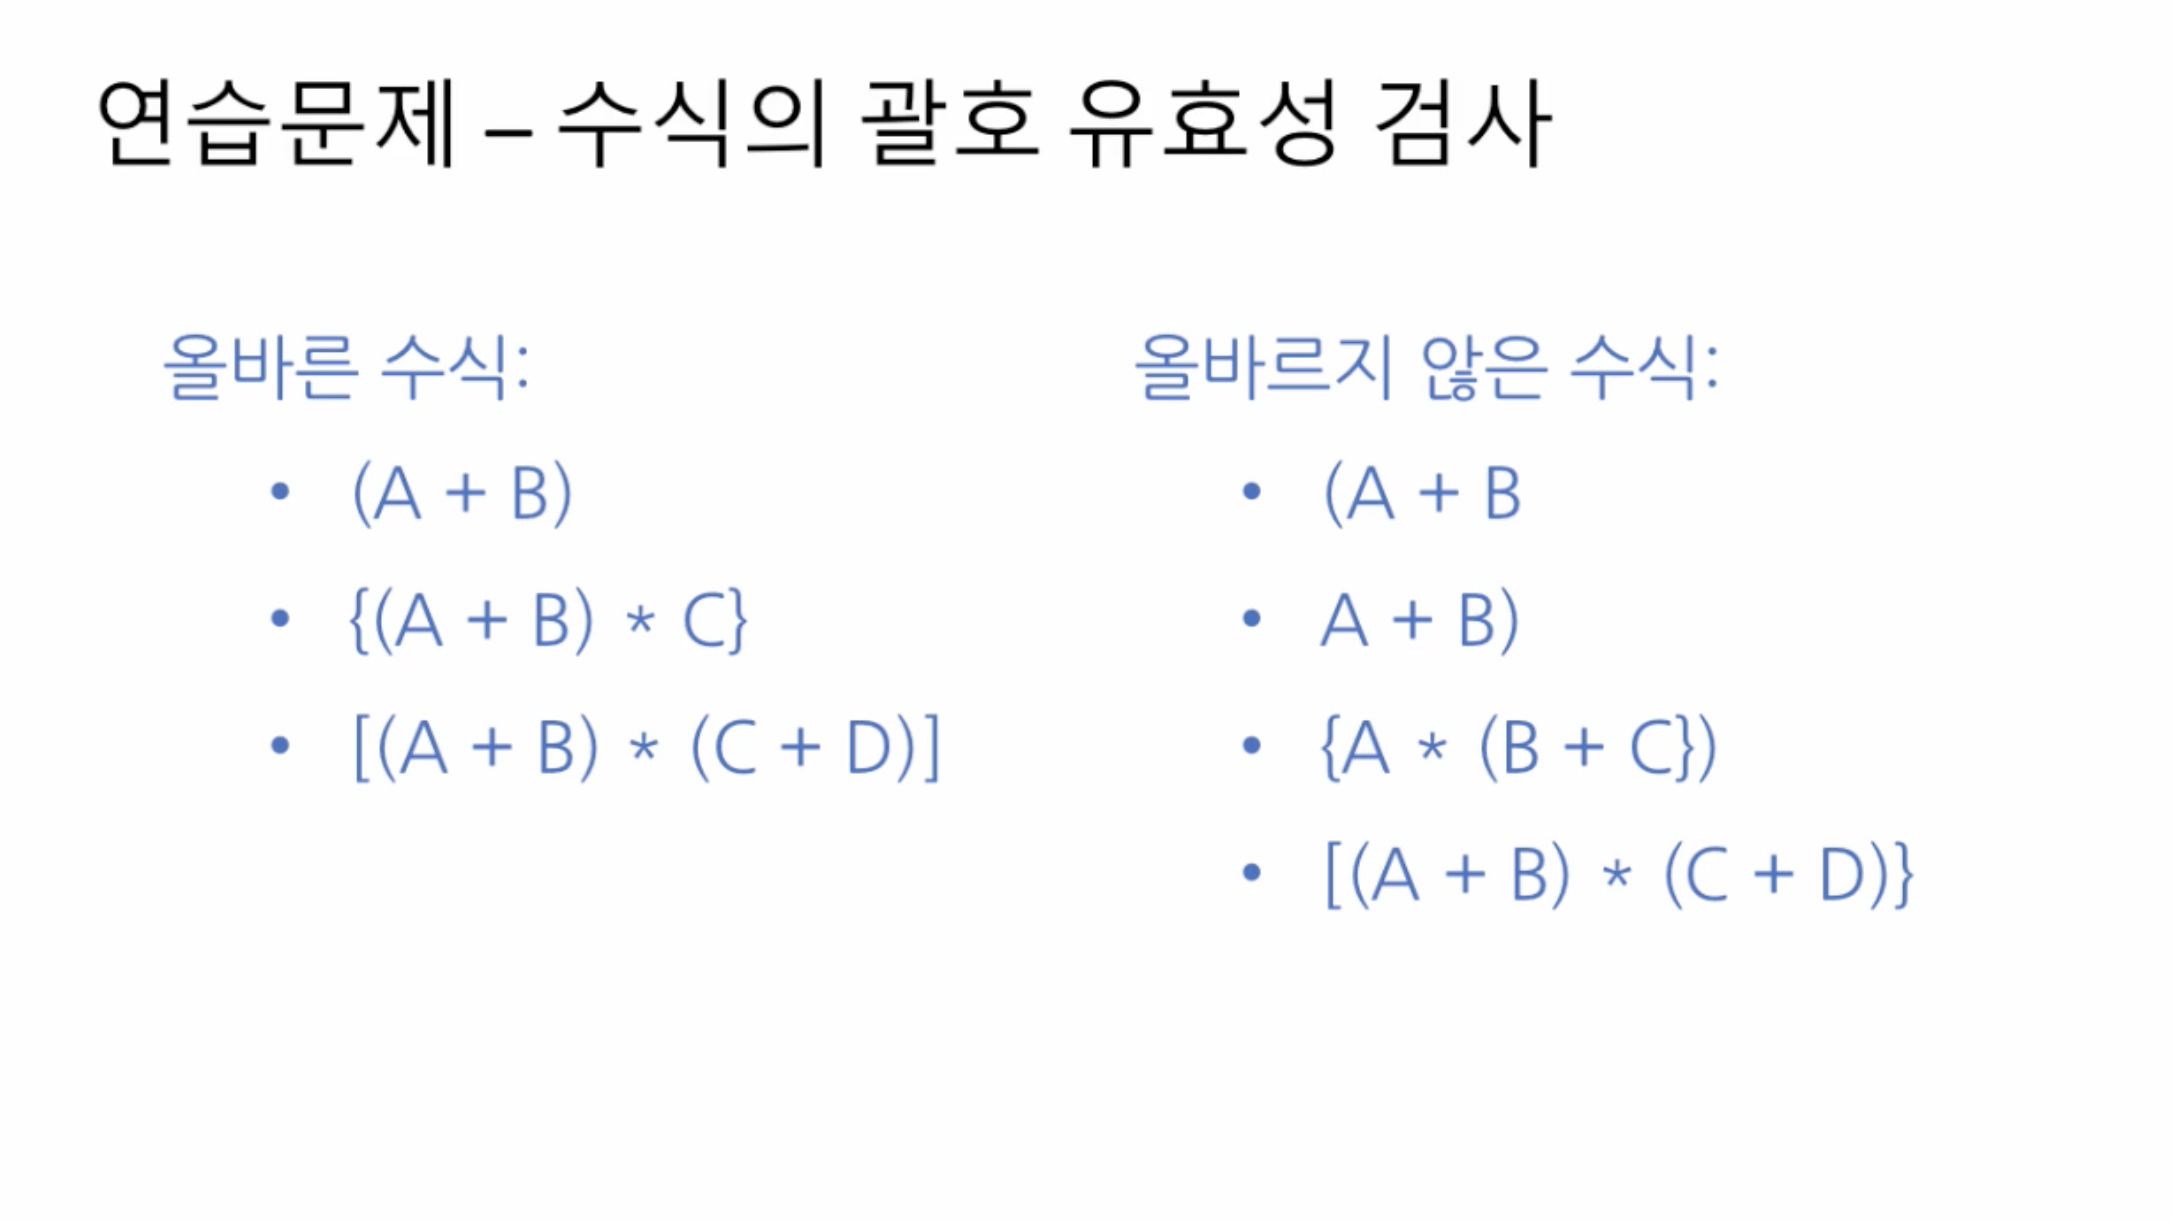 연습문제 – 수식의 괄호 유효성 검사
올바른 수식:
• (A + B)
• {(A + B) * C}
• [(A + B) * (C + D)]
올바르지 않은 수식:
• (A + B
• A + B)
• {A * (B + C})
• [(A + B) * (C + D)}